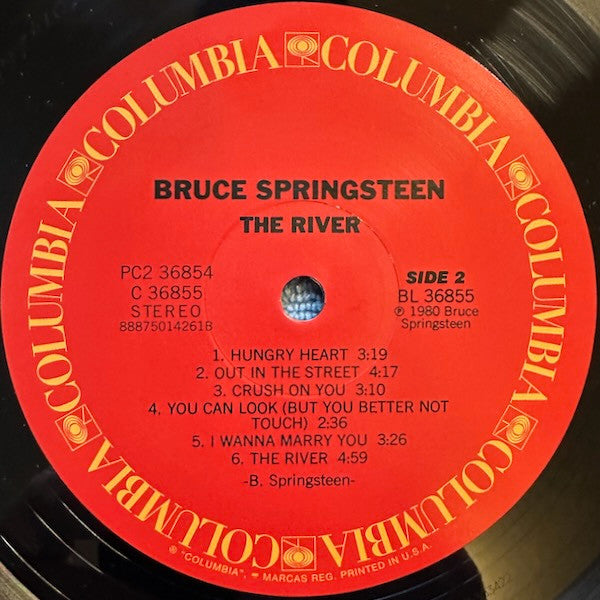 COLUMBIA COLUMBIA COLUMBIA COLUMBIA COLUMBIA COLUMBIA COLUMBIA COLUMBIA
BRUCE SPRINGSTEEN
THE RIVER
PC2 36854
C 36855
STEREO
88875014261B
SIDE 2
BL 36855
℗ 1980 Bruce
Springsteen
1. HUNGRY HEART 3:19
2. OUT IN THE STREET 4:17
3. CRUSH ON YOU 3:10
4. YOU CAN LOOK (BUT YOU BETTER NOT
TOUCH) 2:36
5. I WANNA MARRY YOU 3:26
6. THE RIVER 4:59
-B. Springsteen-
® "COLUMBIA", MARCAS REG. PRINTED IN U.S.A.